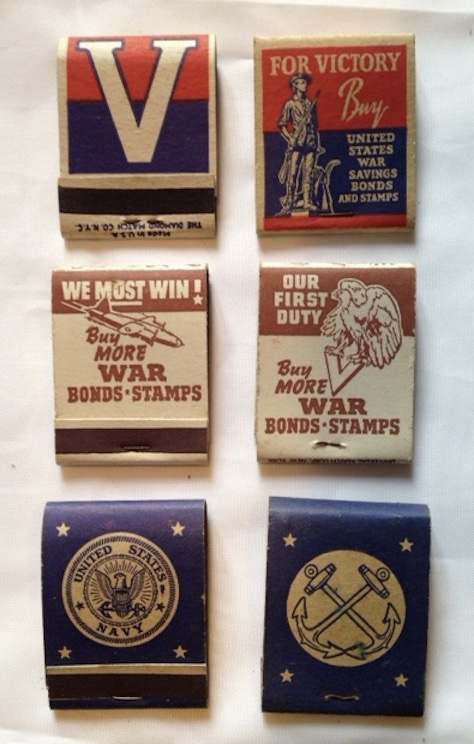 V
Made in U.S.A.
THE DIAMOND MATCH CO. N.Y.C.
FOR VICTORY
Buy
UNITED
STATES
WAR
SAVINGS
BONDS
AND STAMPS
WE MUST WIN!
Buy
MORE
WAR
BONDS★STAMPS
OUR
FIRST
DUTY
Buy
MORE
WAR
BONDS★STAMPS
UNITED STATES
NAVY